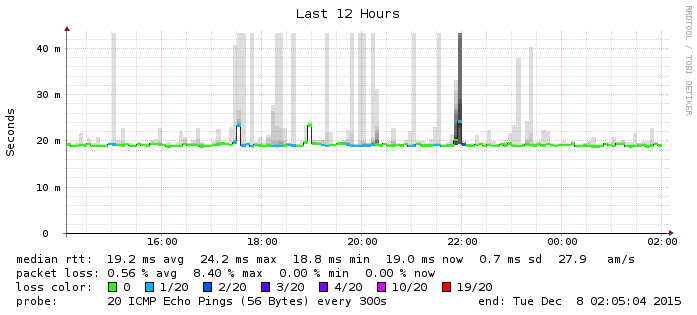 Last 12 Hours
RRDTOOL / TOBI OETIKER
Seconds
40 m
30 m
20 m
10 m
0
16:00 18:00 20:00 22:00 00:00 02:00
median rtt: 19.2 ms avg 24.2 ms max 18.8 ms min 19.0 ms now 0.7 ms sd 27.9 am/s
packet loss: 0.56 % avg 8.40 % max 0.00 % min 0.00 % now
loss color: 0 1/20 2/20 3/20 4/20 10/20 19/20
probe: 20 ICMP Echo Pings (56 Bytes) every 300s end: Tue Dec 8 02:05:04 2015